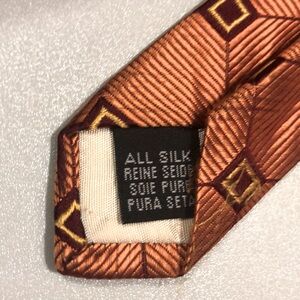 ALL SILK
REINE SEIDE
SOIE PURE
PURA SETA